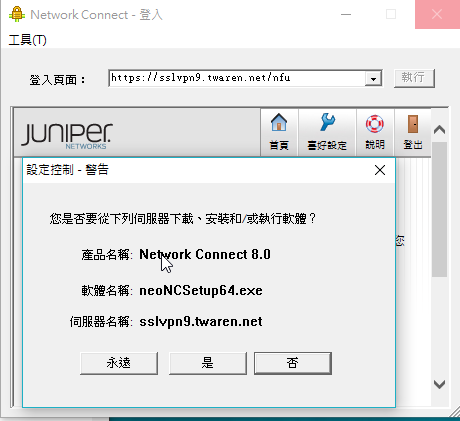 Network Connect - 登入
工具(T)
登入頁面： https://sslvpn9.twaren.net/nfu 執行
JUNIPER
NETWORKS
首頁 喜好設定 說明 登出
設定控制 - 警告
您是否要從下列伺服器下載、安裝和/或執行軟體？
您
產品名稱: Network Connect 8.0
軟體名稱: neoNCSetup64.exe
伺服器名稱: sslvpn9.twaren.net
永遠 是 否